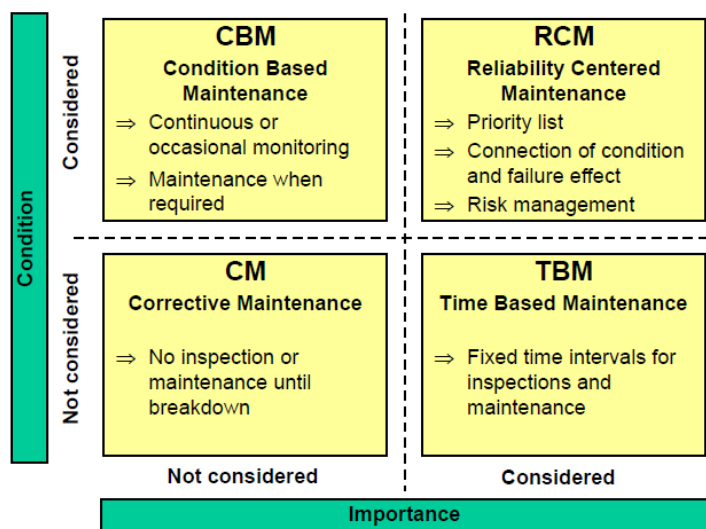 Condition
Considered
Not considered
CBM
Condition Based
Maintenance
⇒ Continuous or
occasional monitoring
⇒ Maintenance when
required
RCM
Reliability Centered
Maintenance
⇒ Priority list
⇒ Connection of condition
and failure effect
⇒ Risk management
CM
Corrective Maintenance
⇒ No inspection or
maintenance until
breakdown
TBM
Time Based Maintenance
⇒ Fixed time intervals for
inspections and
maintenance
Not considered
Considered
Importance